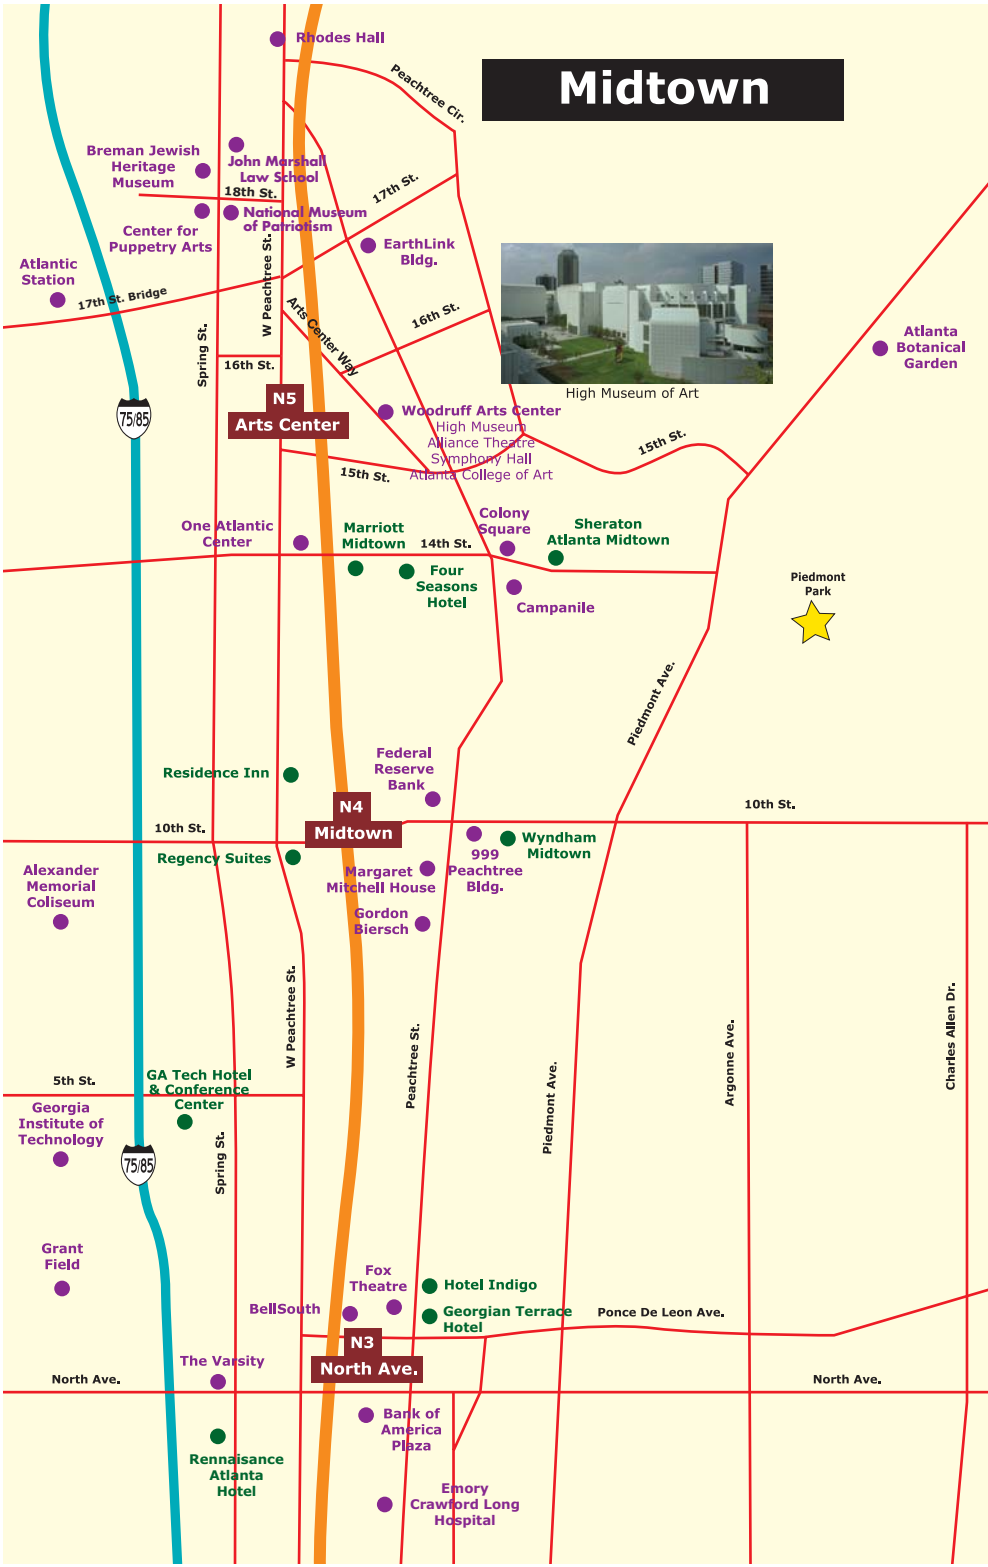 Rhodes Hall
Midtown
Peachtree Cir.
Breman Jewish
Heritage
Museum
John Marshall
Law School
18th St.
17th St.
National Museum
of Patriotism
Center for
Puppetry Arts
EarthLink
Bldg.
W Peachtree St.
Atlantic
Station
17th St. Bridge
Arts Center Way
16th St.
Spring St.
16th St.
Atlanta
Botanical
Garden
High Museum of Art
N5
Arts Center
75/85
Woodruff Arts Center
High Museum
Alliance Theatre
Symphony Hall
Atlanta College of Art
15th St.
15th St.
One Atlantic
Center
Marriott
Midtown
14th St.
Colony
Square
Sheraton
Atlanta Midtown
Four
Seasons
Hotel
Campanile
Piedmont
Park
Piedmont Ave.
Federal
Reserve
Bank
Residence Inn
N4
Midtown
10th St.
10th St.
Regency Suites
Wyndham
Midtown
999
Peachtree
Bldg.
Margaret
Mitchell House
Alexander
Memorial
Coliseum
Gordon
Biersch
W Peachtree St.
Peachtree St.
Piedmont Ave.
Argonne Ave.
Charles Allen Dr.
5th St.
GA Tech Hotel
& Conference
Center
Georgia
Institute of
Technology
75/85
Spring St.
Grant
Field
Fox
Theatre
Hotel Indigo
BellSouth
Georgian Terrace
Hotel
Ponce De Leon Ave.
N3
North Ave.
The Varsity
North Ave.
North Ave.
Bank of
America
Plaza
Rennaisance
Atlanta
Hotel
Emory
Crawford Long
Hospital